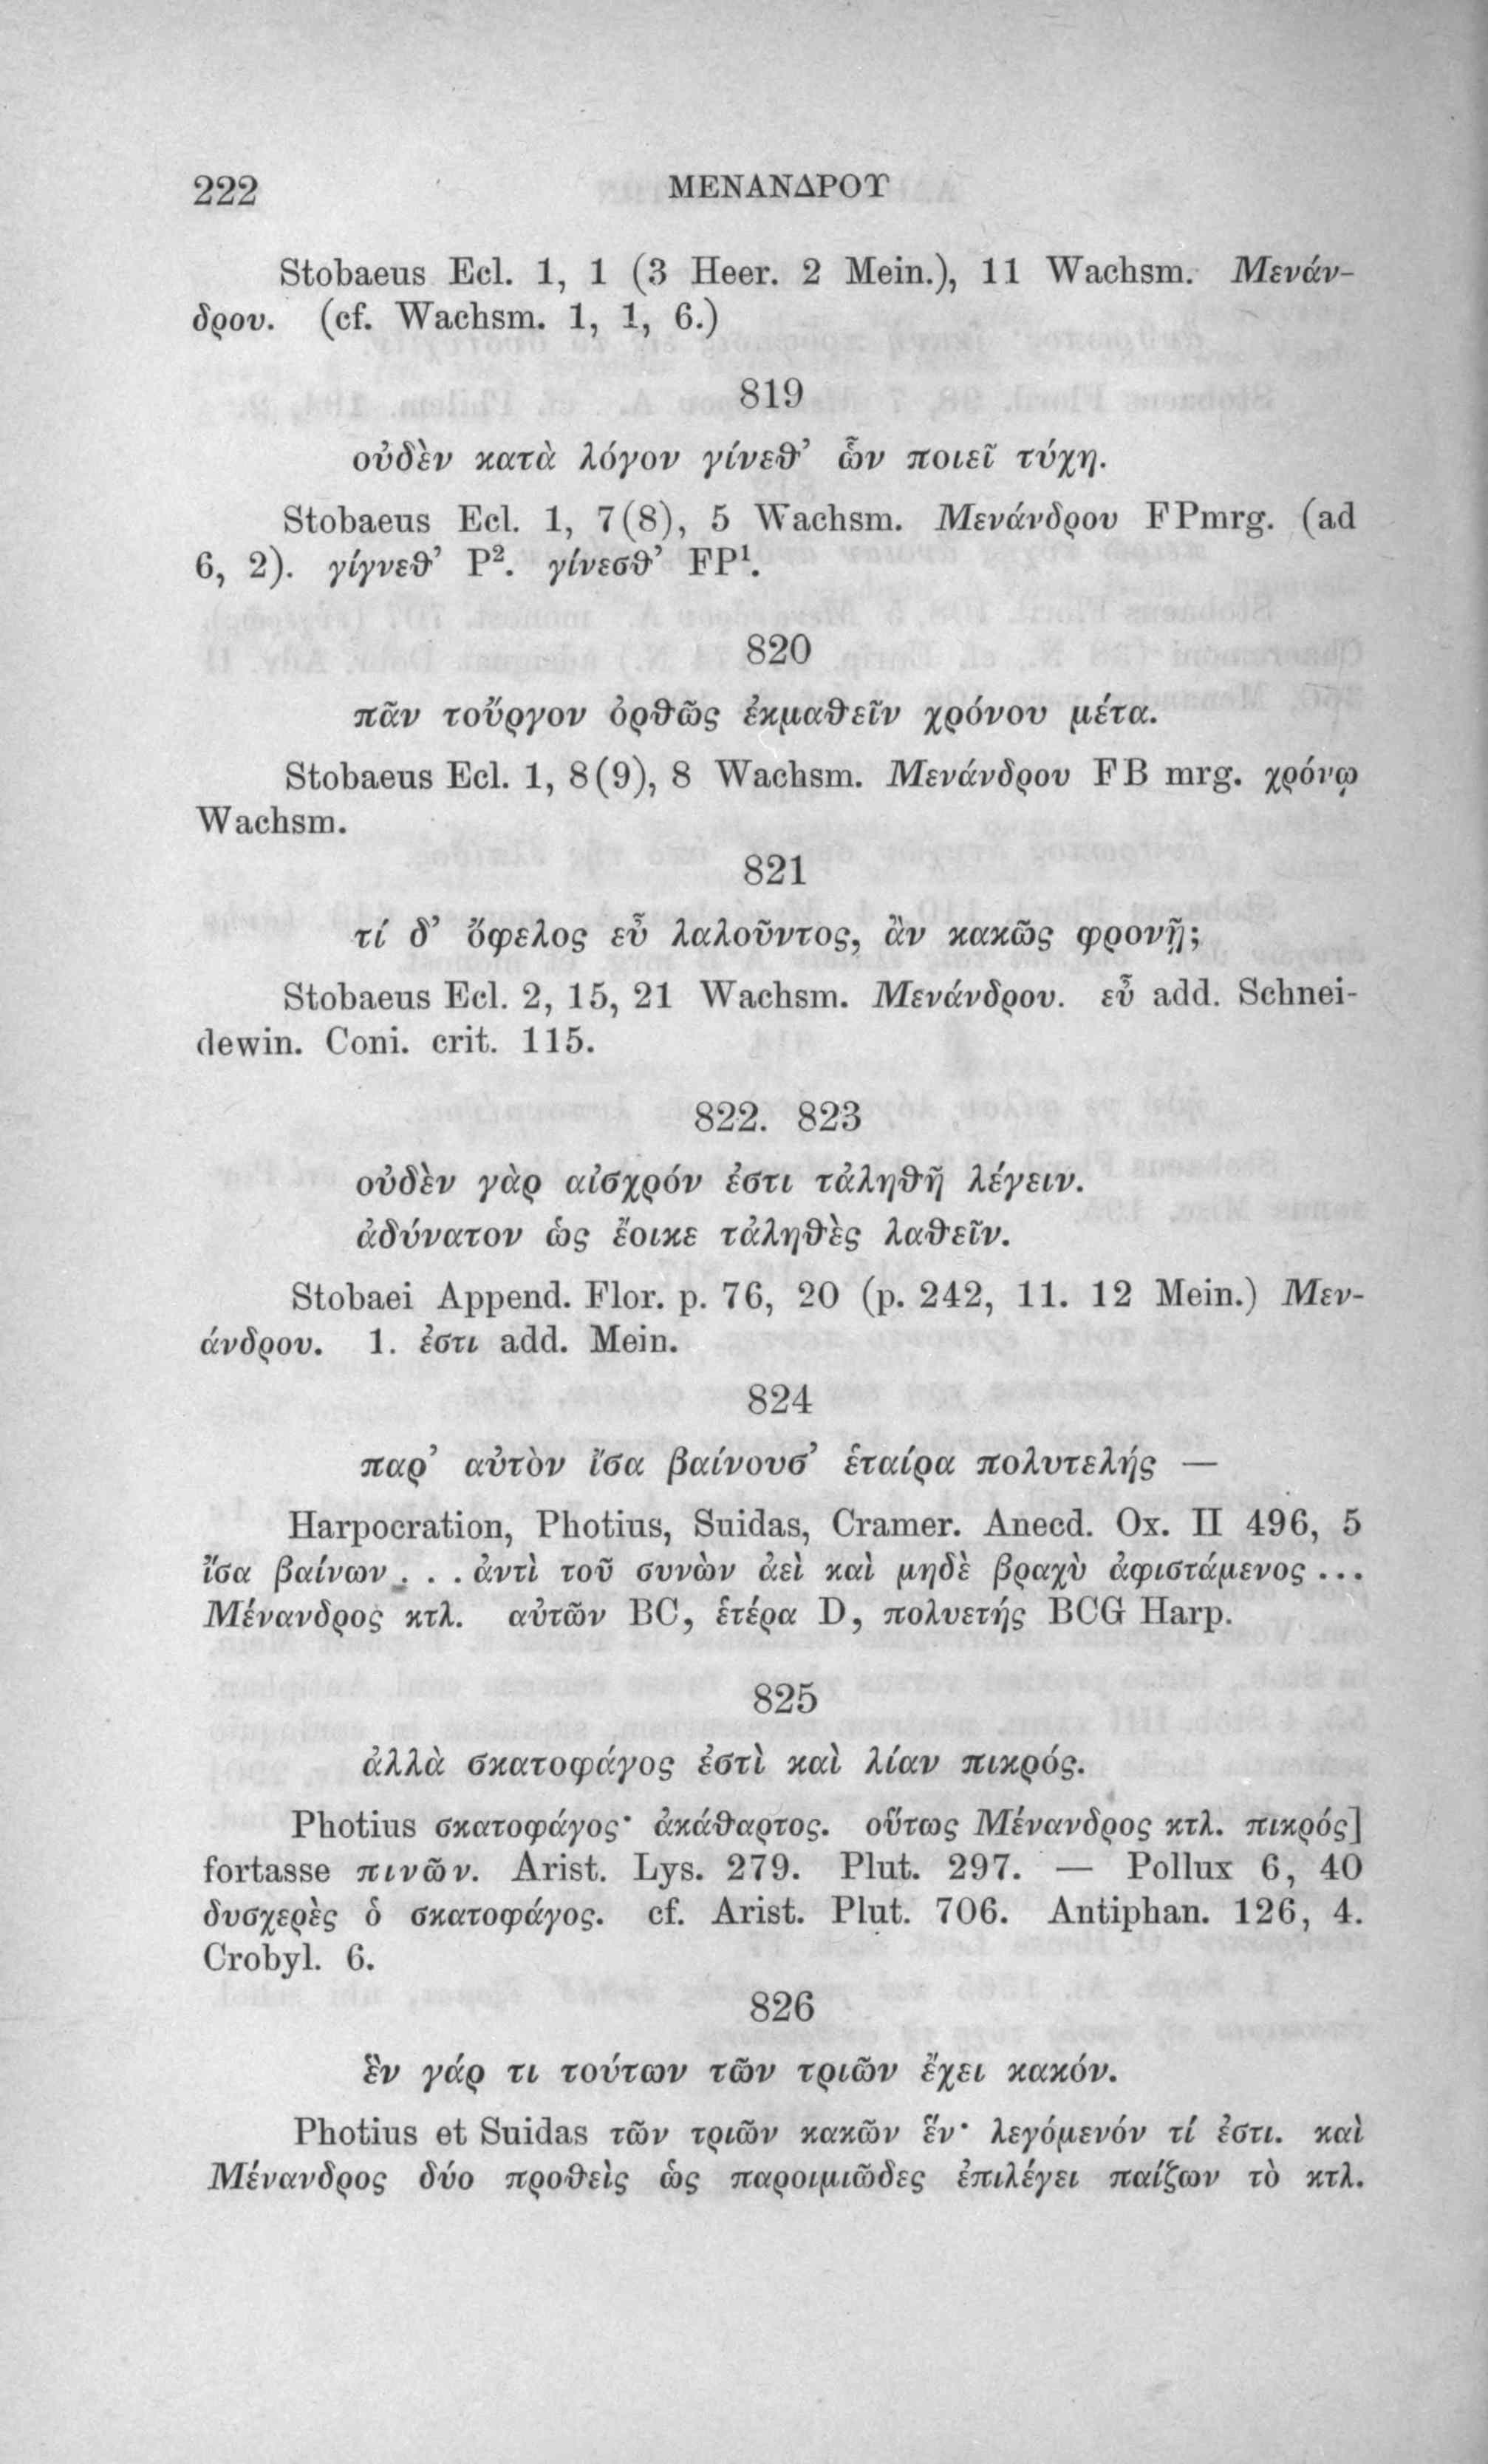 222 ΜΕΝΑΝΔΡΟΥ
Stobaeus Ecl. 1, 1 (3 Heer. 2 Mein.), 11 Wachsm. Μενάν-
δρου. (cf. Wachsm. 1, 1, 6.)
819
οὐδὲν κατὰ λόγον γίνεθ’ ὧν ποιεῖ τύχη.
Stobaeus Ecl. 1, 7(8), 5 Wachsm. Μενάνδρου FPmrg. (ad
6, 2). γίγνεθ’ P². γίνεσθ’ FP¹.
820
πᾶν τοὔργον ὀρθῶς ἐκμαθεῖν χρόνου μέτα.
Stobaeus Ecl. 1, 8(9), 8 Wachsm. Μενάνδρου FB mrg. χρόνῳ
Wachsm.
821
τί δ’ ὄφελος εὖ λαλοῦντος, ἂν κακῶς φρονῇ;
Stobaeus Ecl. 2, 15, 21 Wachsm. Μενάνδρου. εὖ add. Schnei-
dewin. Coni. crit. 115.
822. 823
οὐδὲν γὰρ αἰσχρόν ἐστι τἀληθῆ λέγειν.
ἀδύνατον ὡς ἔοικε τἀληθὲς λαθεῖν.
Stobaei Append. Flor. p. 76, 20 (p. 242, 11. 12 Mein.) Μεν-
άνδρου. 1. ἐστι add. Mein.
824
παρ’ αὐτὸν ἴσα βαίνουσ’ ἑταίρα πολυτελής —
Harpocration, Photius, Suidas, Cramer. Anecd. Ox. II 496, 5
ἴσα βαίνων . . . ἀντὶ τοῦ συνὼν ἀεὶ καὶ μηδὲ βραχὺ ἀφιστάμενος ...
Μένανδρος κτλ. αὐτῶν BC, ἑτέρα D, πολυετής BCG Harp.
825
ἀλλὰ σκατοφάγος ἐστὶ καὶ λίαν πικρός.
Photius σκατοφάγος· ἀκάθαρτος. οὕτως Μένανδρος κτλ. πικρός]
fortasse πινῶν. Arist. Lys. 279. Plut. 297. — Pollux 6, 40
δυσχερὲς ὁ σκατοφάγος. cf. Arist. Plut. 706. Antiphan. 126, 4.
Crobyl. 6.
826
ἓν γάρ τι τούτων τῶν τριῶν ἔχει κακόν.
Photius et Suidas τῶν τριῶν κακῶν ἕν· λεγόμενόν τί ἐστι. καὶ
Μένανδρος δύο προθεὶς ὡς παροιμιῶδες ἐπιλέγει παίζων τὸ κτλ.